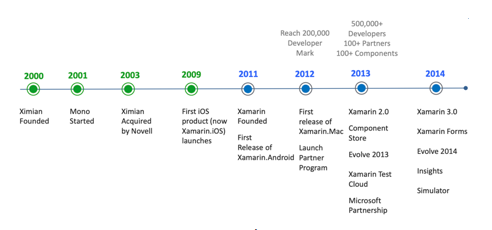 Reach 200,000
Developer
Mark
500,000+
Developers
100+ Partners
100+ Components
2000
2001
2003
2009
2011
2012
2013
2014
Ximian
Founded
Mono
Started
Ximian
Acquired
by Novell
First iOS
product (now
Xamarin.iOS)
launches
Xamarin
Founded
First
Release of
Xamarin.Android
First
release of
Xamarin.Mac
Launch
Partner
Program
Xamarin 2.0
Component
Store
Evolve 2013
Xamarin Test
Cloud
Microsoft
Partnership
Xamarin 3.0
Xamarin Forms
Evolve 2014
Insights
Simulator